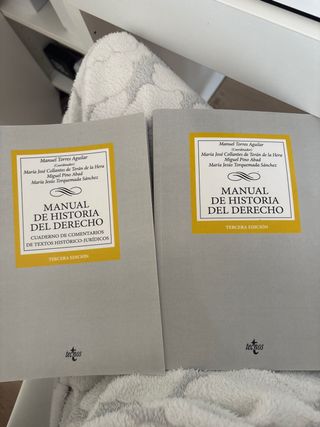 Manuel Torres Aguilar
(Coordinador)
María José Collantes de Terán de la Hera
Miguel Pino Abad
María Jesús Torquemada Sánchez
MANUAL
DE HISTORIA
DEL DERECHO
CUADERNO DE COMENTARIOS
DE TEXTOS HISTÓRICO-JURÍDICOS
TERCERA EDICIÓN
tecnos
Manuel Torres Aguilar
(Coordinador)
María José Collantes de Terán de la Hera
Miguel Pino Abad
María Jesús Torquemada Sánchez
MANUAL
DE HISTORIA
DEL DERECHO
TERCERA EDICIÓN
tecnos